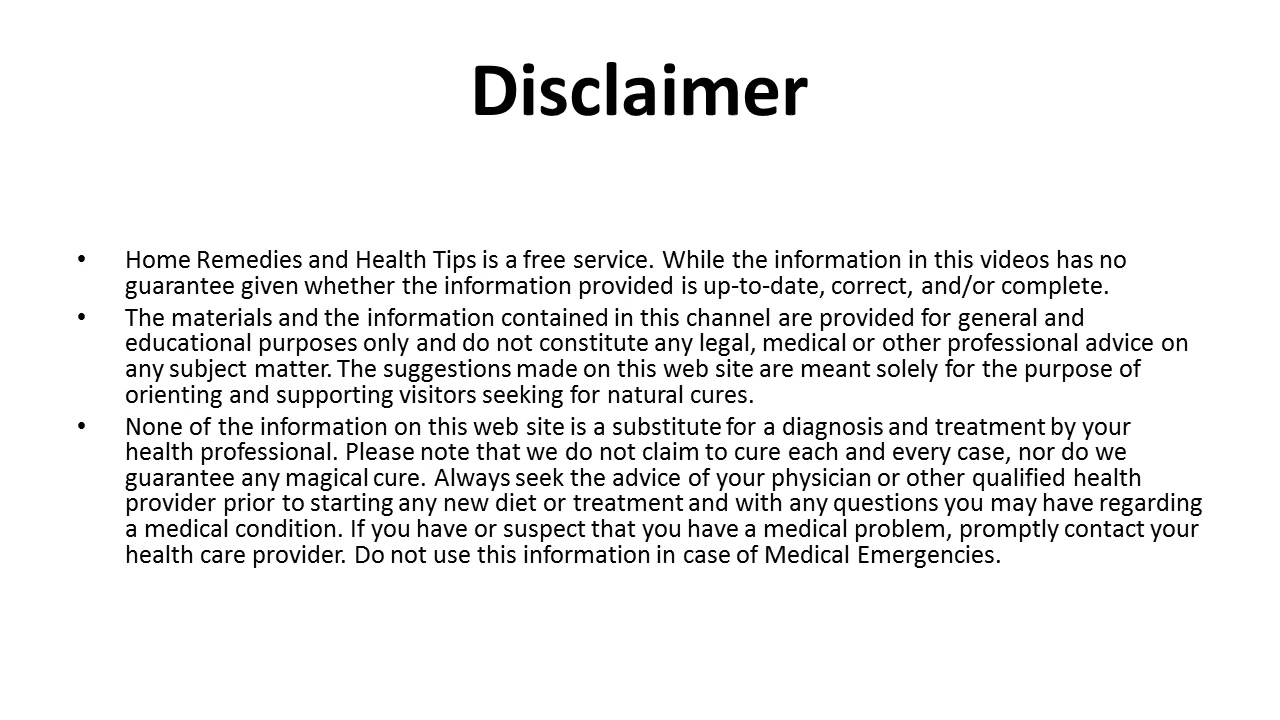 Disclaimer
• Home Remedies and Health Tips is a free service. While the information in this videos has no
guarantee given whether the information provided is up-to-date, correct, and/or complete.
• The materials and the information contained in this channel are provided for general and
educational purposes only and do not constitute any legal, medical or other professional advice on
any subject matter. The suggestions made on this web site are meant solely for the purpose of
orienting and supporting visitors seeking for natural cures.
• None of the information on this web site is a substitute for a diagnosis and treatment by your
health professional. Please note that we do not claim to cure each and every case, nor do we
guarantee any magical cure. Always seek the advice of your physician or other qualified health
provider prior to starting any new diet or treatment and with any questions you may have regarding
a medical condition. If you have or suspect that you have a medical problem, promptly contact your
health care provider. Do not use this information in case of Medical Emergencies.